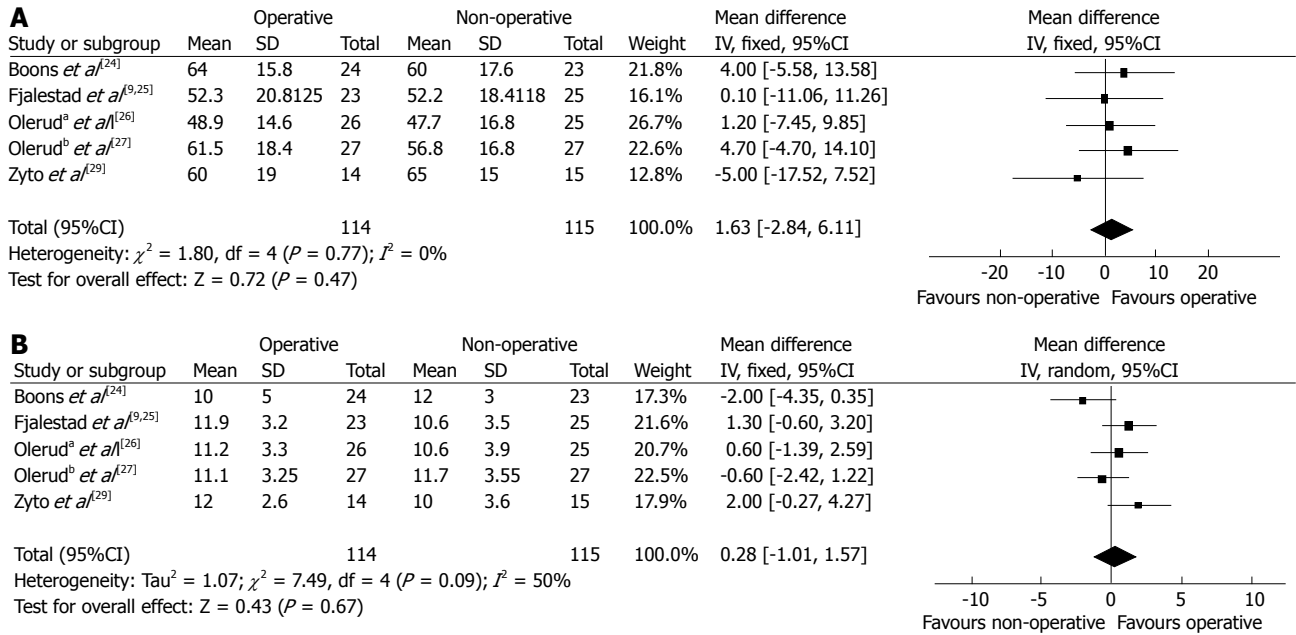 A
Operative Non-operative Mean difference Mean difference
Study or subgroup Mean SD Total Mean SD Total Weight IV, fixed, 95%CI IV, fixed, 95%CI
Boons et al[24] 64 15.8 24 60 17.6 23 21.8% 4.00 [-5.58, 13.58]
Fjalestad et al[9,25] 52.3 20.8125 23 52.2 18.4118 25 16.1% 0.10 [-11.06, 11.26]
Olerudª et al[26] 48.9 14.6 26 47.7 16.8 25 26.7% 1.20 [-7.45, 9.85]
Olerudᵇ et al[27] 61.5 18.4 27 56.8 16.8 27 22.6% 4.70 [-4.70, 14.10]
Zyto et al[29] 60 19 14 65 15 15 12.8% -5.00 [-17.52, 7.52]
Total (95%CI) 114 115 100.0% 1.63 [-2.84, 6.11]
Heterogeneity: χ² = 1.80, df = 4 (P = 0.77); I² = 0%
Test for overall effect: Z = 0.72 (P = 0.47)
-20 -10 0 10 20
Favours non-operative Favours operative
B
Operative Non-operative Mean difference Mean difference
Study or subgroup Mean SD Total Mean SD Total Weight IV, fixed, 95%CI IV, random, 95%CI
Boons et al[24] 10 5 24 12 3 23 17.3% -2.00 [-4.35, 0.35]
Fjalestad et al[9,25] 11.9 3.2 23 10.6 3.5 25 21.6% 1.30 [-0.60, 3.20]
Olerudª et al[26] 11.2 3.3 26 10.6 3.9 25 20.7% 0.60 [-1.39, 2.59]
Olerudᵇ et al[27] 11.1 3.25 27 11.7 3.55 27 22.5% -0.60 [-2.42, 1.22]
Zyto et al[29] 12 2.6 14 10 3.6 15 17.9% 2.00 [-0.27, 4.27]
Total (95%CI) 114 115 100.0% 0.28 [-1.01, 1.57]
Heterogeneity: Tau² = 1.07; χ² = 7.49, df = 4 (P = 0.09); I² = 50%
Test for overall effect: Z = 0.43 (P = 0.67)
-10 -5 0 5 10
Favours non-operative Favours operative